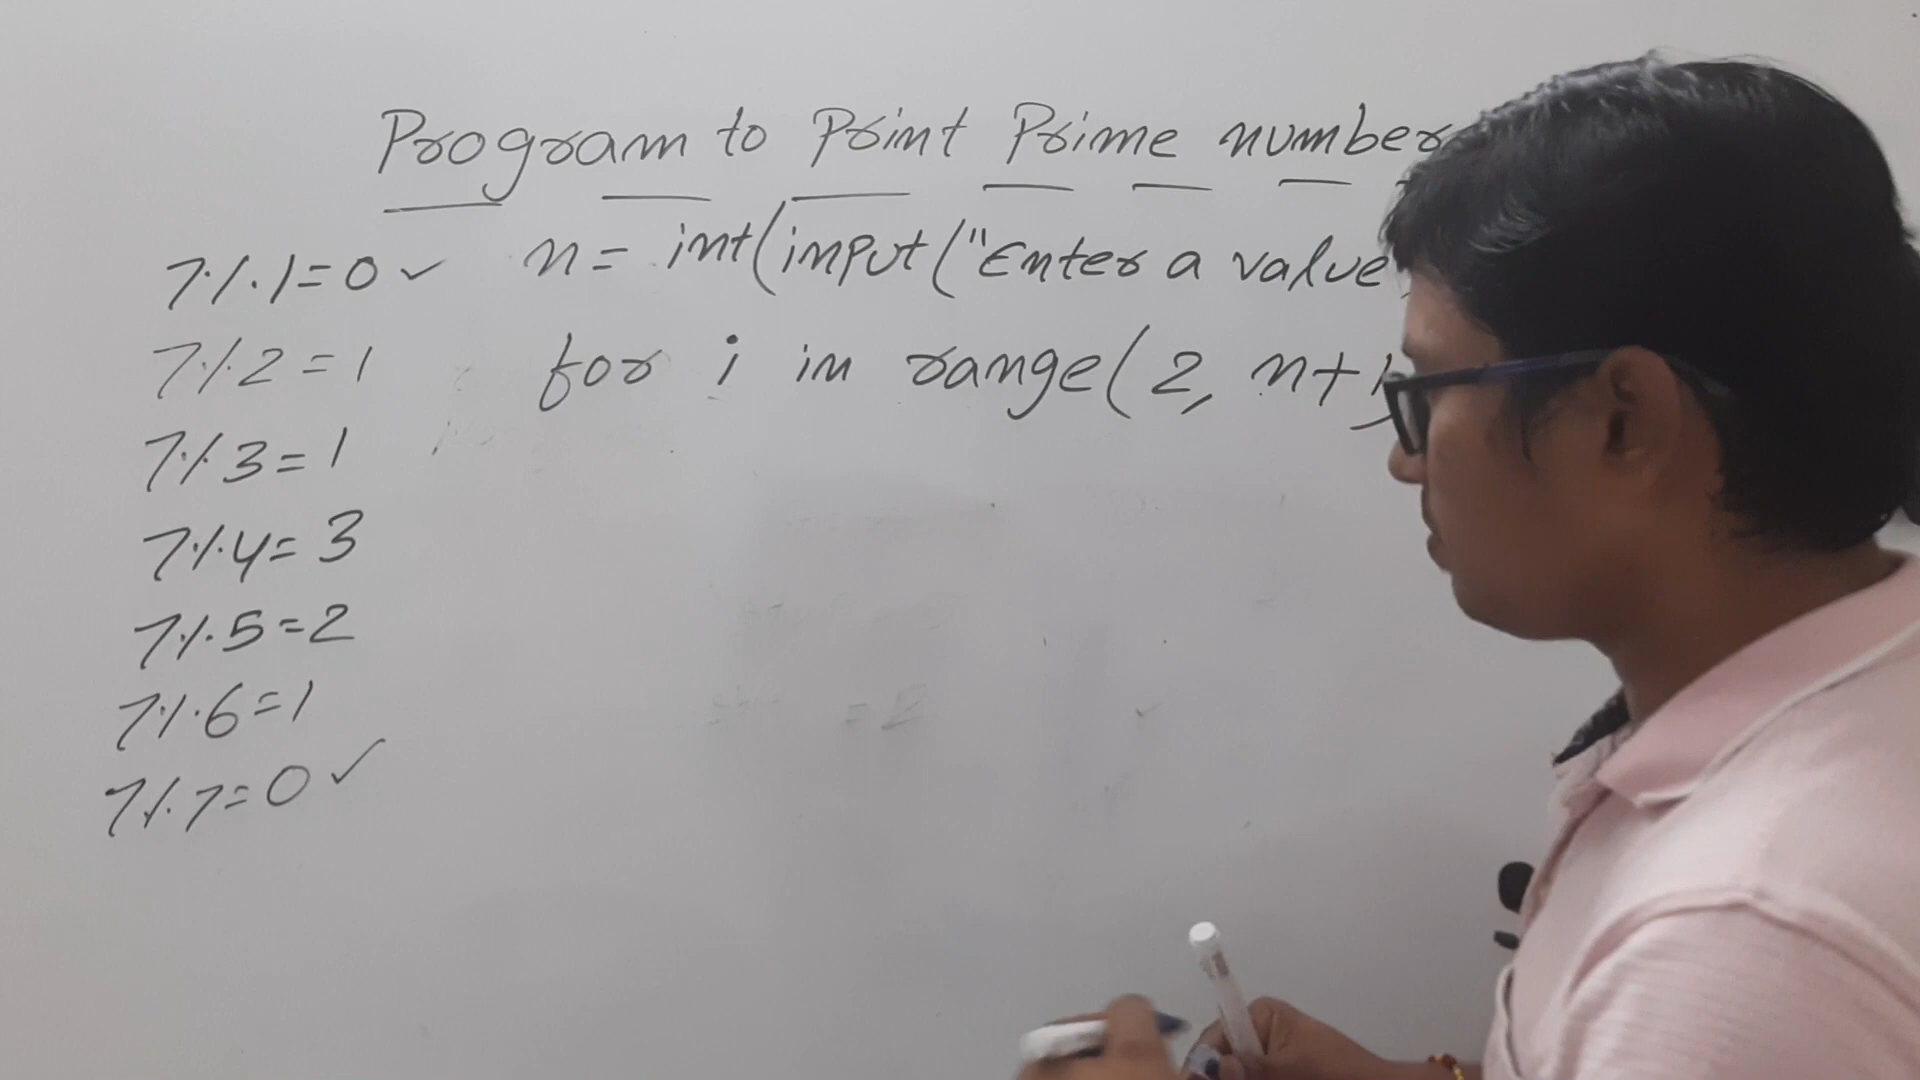 Program to Print Prime number
n = int(input("Enter a value
for i in range(2, n+1)
7%1=0 ✓
7%2=1
7%3=1
7%4=3
7%5=2
7%6=1
7%7=0 ✓